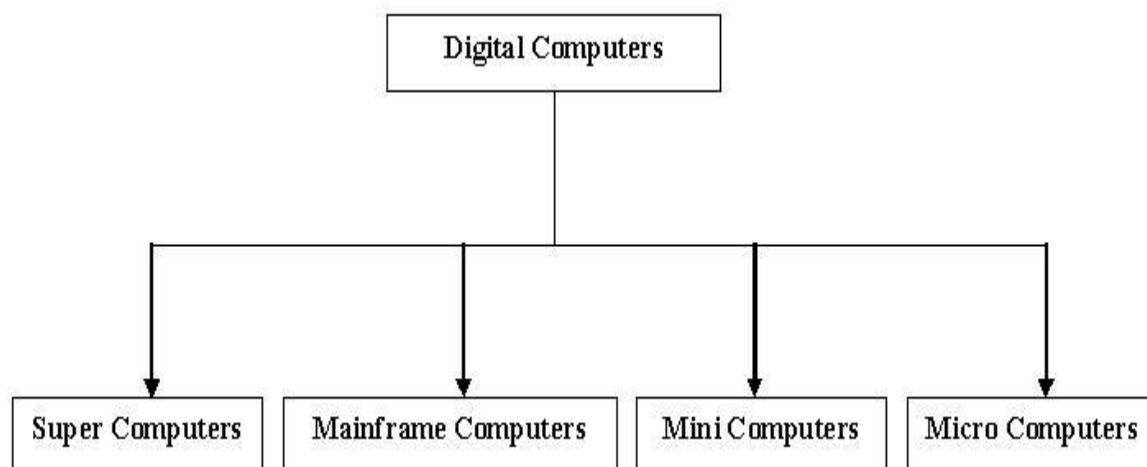 Digital Computers
Super Computers
Mainframe Computers
Mini Computers
Micro Computers